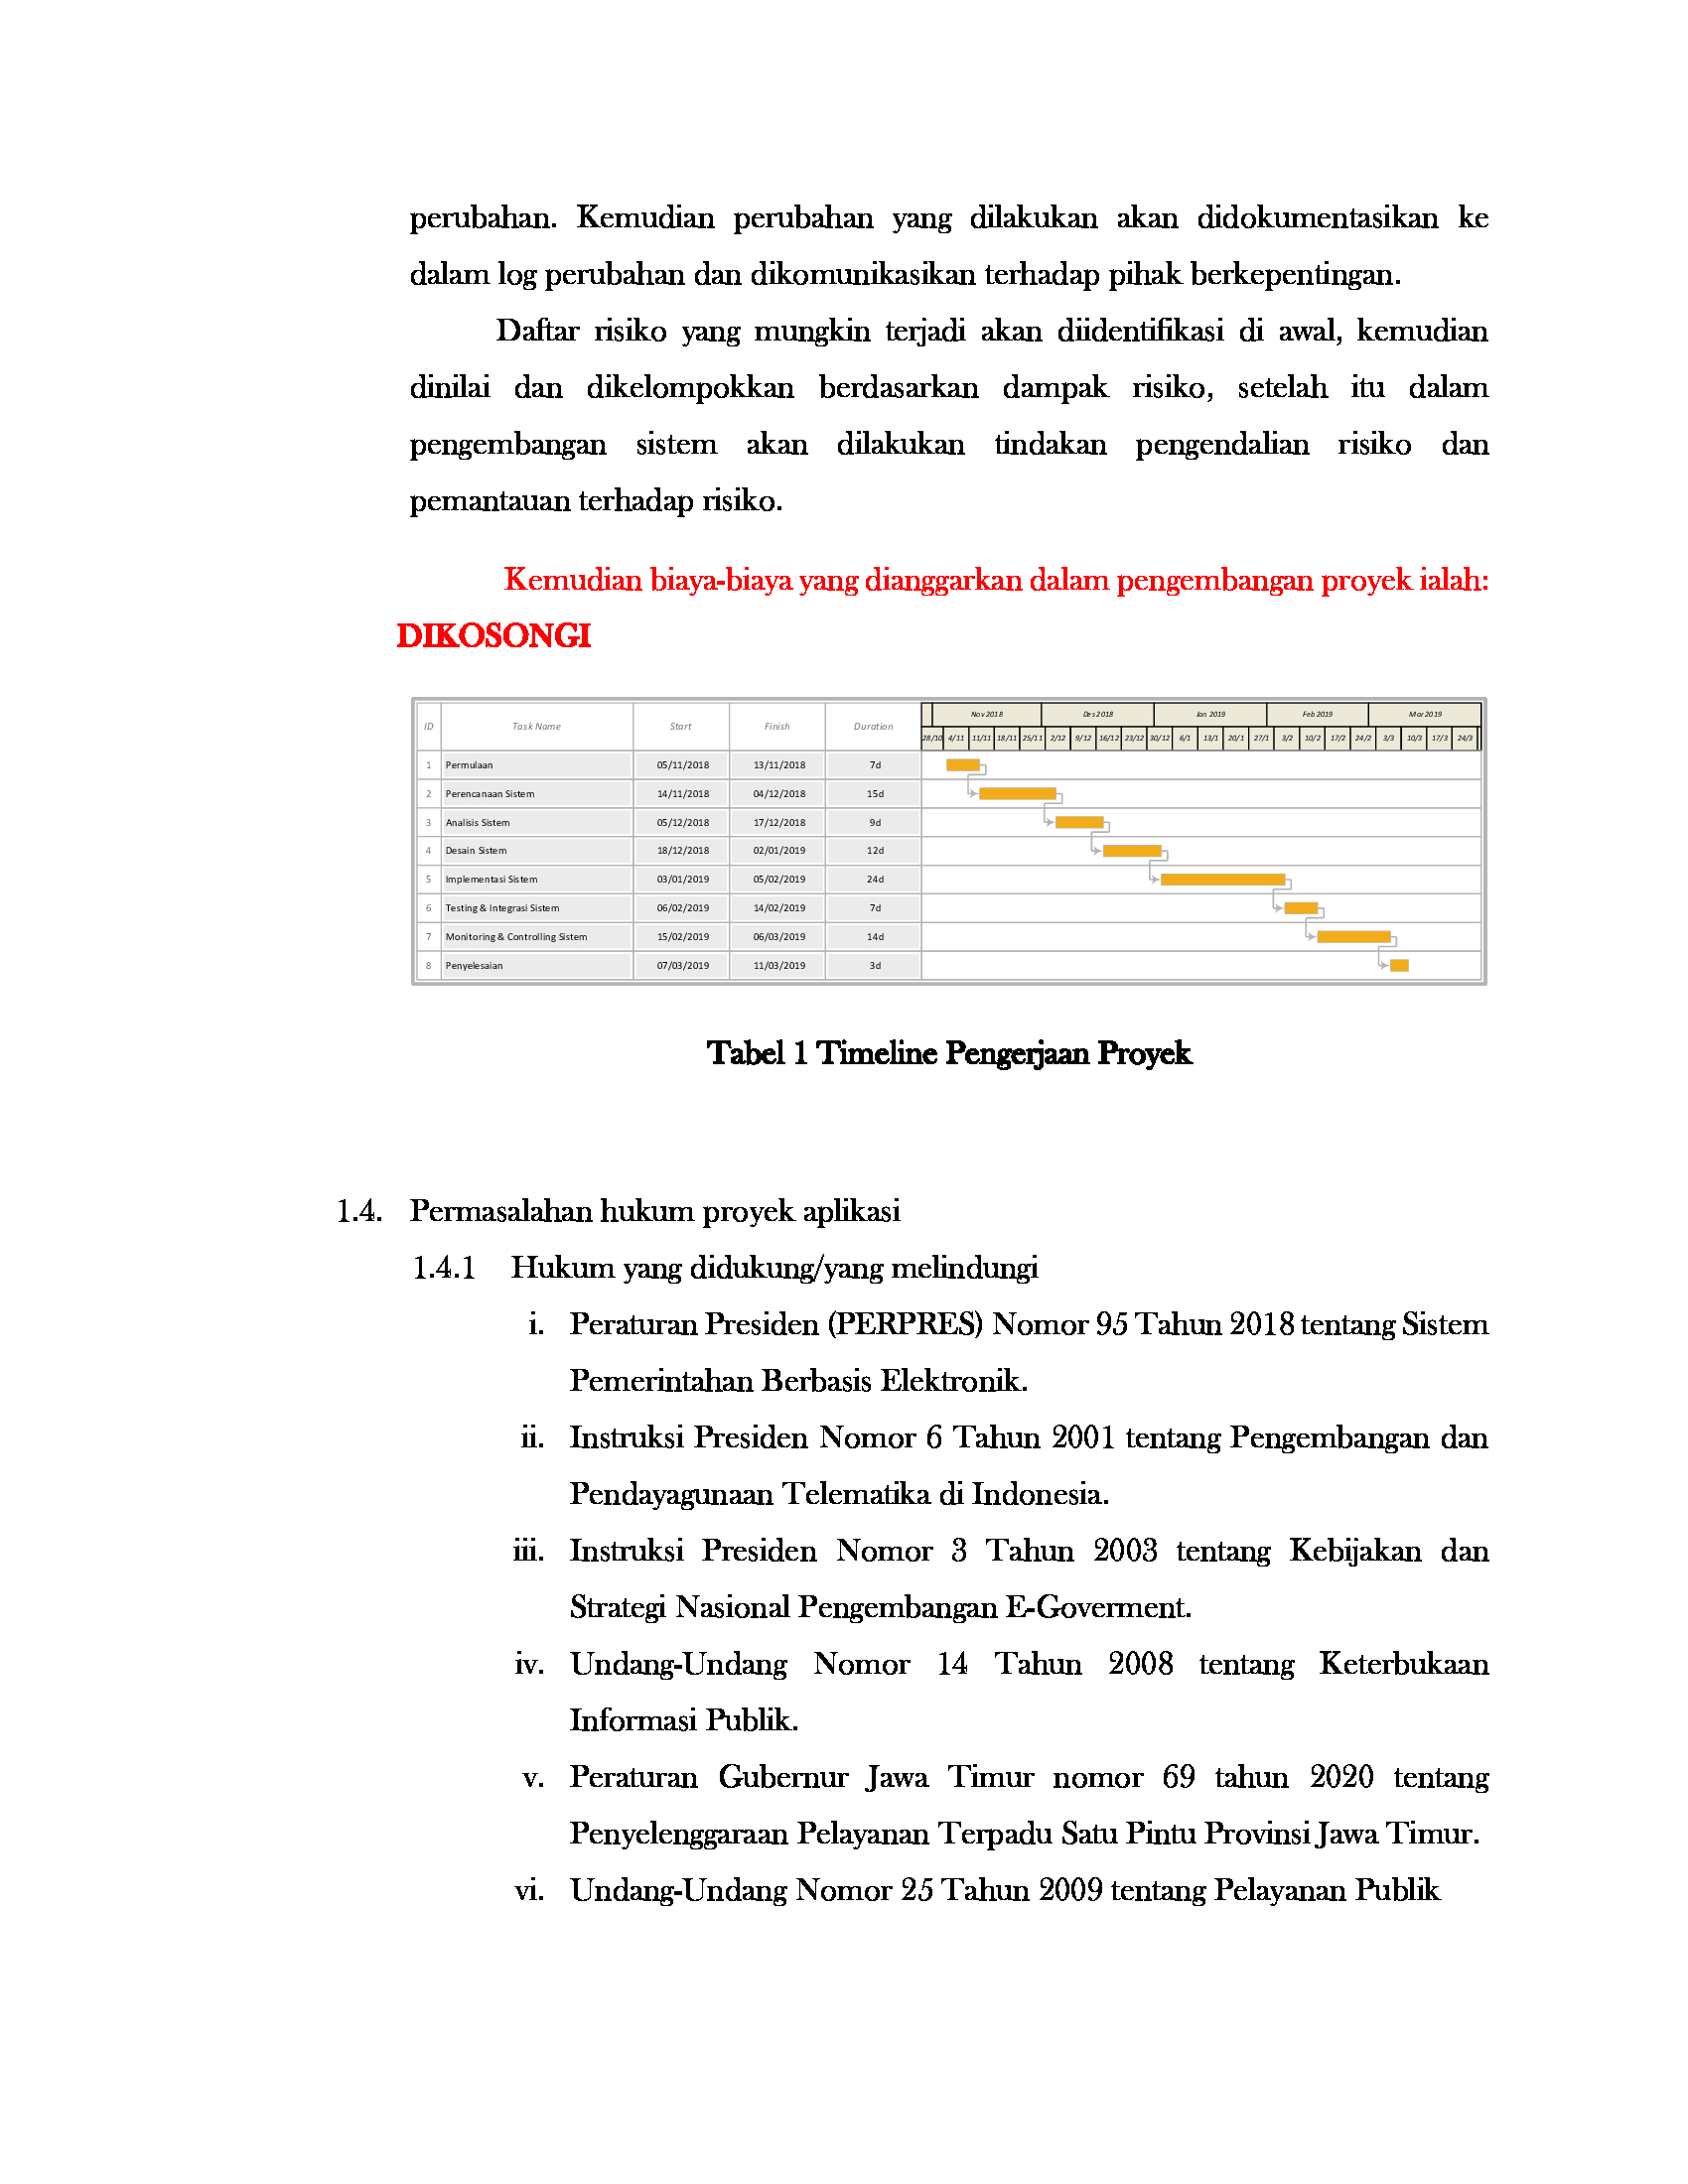 perubahan. Kemudian perubahan yang dilakukan akan didokumentasikan ke
dalam log perubahan dan dikomunikasikan terhadap pihak berkepentingan.
Daftar risiko yang mungkin terjadi akan diidentifikasi di awal, kemudian
dinilai dan dikelompokkan berdasarkan dampak risiko, setelah itu dalam
pengembangan sistem akan dilakukan tindakan pengendalian risiko dan
pemantauan terhadap risiko.
Kemudian biaya-biaya yang dianggarkan dalam pengembangan proyek ialah:
DIKOSONGI
ID Task Name Start Finish Duration Nov 2018 Des 2018 Jan 2019 Feb 2019 Mar 2019
28/10 4/11 11/11 18/11 25/11 2/12 9/12 16/12 23/12 30/12 6/1 13/1 20/1 27/1 3/2 10/2 17/2 24/2 3/3 10/3 17/3 24/3
1 Permulaan 05/11/2018 13/11/2018 7d
2 Perencanaan Sistem 14/11/2018 04/12/2018 15d
3 Analisis Sistem 05/12/2018 17/12/2018 9d
4 Desain Sistem 18/12/2018 02/01/2019 12d
5 Implementasi Sistem 03/01/2019 05/02/2019 24d
6 Testing & Integrasi Sistem 06/02/2019 14/02/2019 7d
7 Monitoring & Controlling Sistem 15/02/2019 06/03/2019 14d
8 Penyelesaian 07/03/2019 11/03/2019 3d
Tabel 1 Timeline Pengerjaan Proyek
1.4. Permasalahan hukum proyek aplikasi
1.4.1 Hukum yang didukung/yang melindungi
i. Peraturan Presiden (PERPRES) Nomor 95 Tahun 2018 tentang Sistem
Pemerintahan Berbasis Elektronik.
ii. Instruksi Presiden Nomor 6 Tahun 2001 tentang Pengembangan dan
Pendayagunaan Telematika di Indonesia.
iii. Instruksi Presiden Nomor 3 Tahun 2003 tentang Kebijakan dan
Strategi Nasional Pengembangan E-Goverment.
iv. Undang-Undang Nomor 14 Tahun 2008 tentang Keterbukaan
Informasi Publik.
v. Peraturan Gubernur Jawa Timur nomor 69 tahun 2020 tentang
Penyelenggaraan Pelayanan Terpadu Satu Pintu Provinsi Jawa Timur.
vi. Undang-Undang Nomor 25 Tahun 2009 tentang Pelayanan Publik